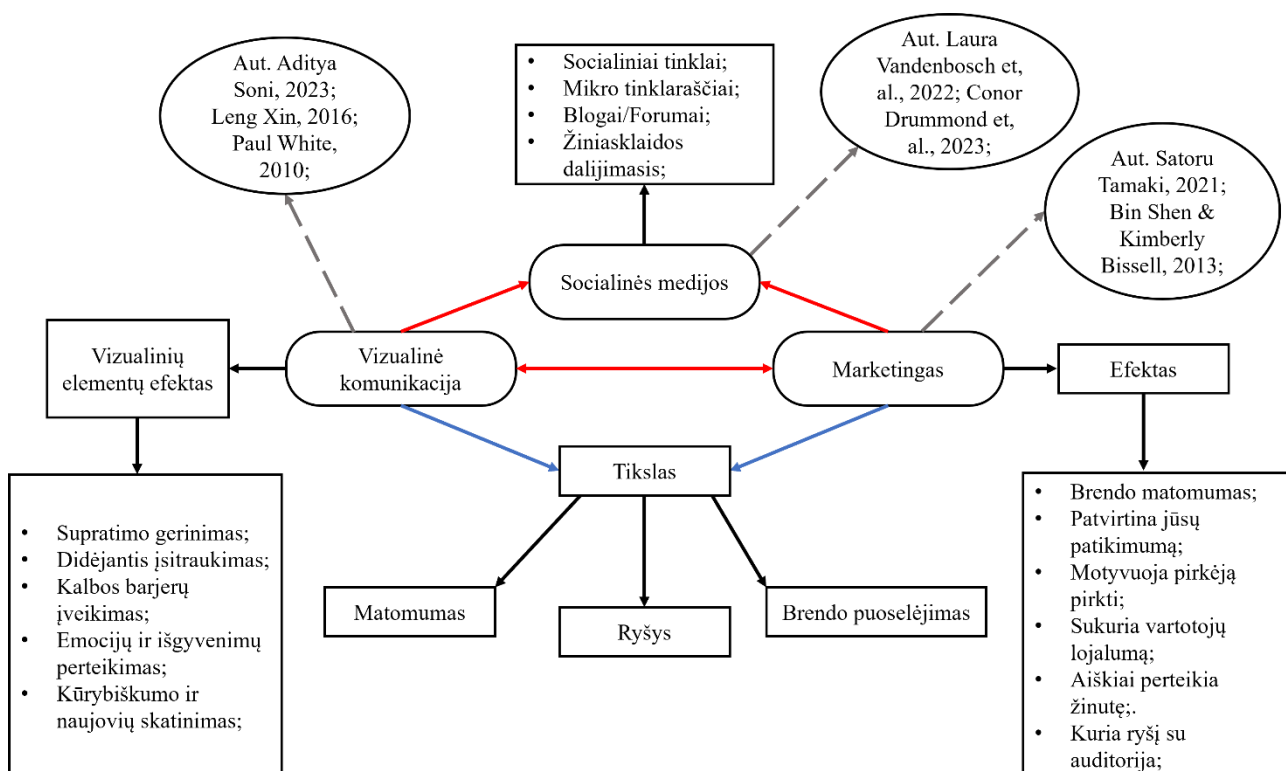 Aut. Aditya
Soni, 2023;
Leng Xin, 2016;
Paul White,
2010;
• Socialiniai tinklai;
• Mikro tinklaraščiai;
• Blogai/Forumai;
• Žiniasklaidos
dalijimasis;
Aut. Laura
Vandenbosch et,
al., 2022; Conor
Drummond et,
al., 2023;
Aut. Satoru
Tamaki, 2021;
Bin Shen &
Kimberly
Bissell, 2013;
Socialinės medijos
Vizualinių
elementų efektas
Vizualinė
komunikacija
Marketingas
Efektas
Tikslas
• Supratimo gerinimas;
• Didėjantis įsitraukimas;
• Kalbos barjerų
įveikimas;
• Emocijų ir išgyvenimų
perteikimas;
• Kūrybiškumo ir
naujovių skatinimas;
Matomumas
Ryšys
Brendo puoselėjimas
• Brendo matomumas;
• Patvirtina jūsų
patikimumą;
• Motyvuoja pirkėją
pirkti;
• Sukuria vartotojų
lojalumą;
• Aiškiai perteikia
žinutę;.
• Kuria ryšį su
auditorija;